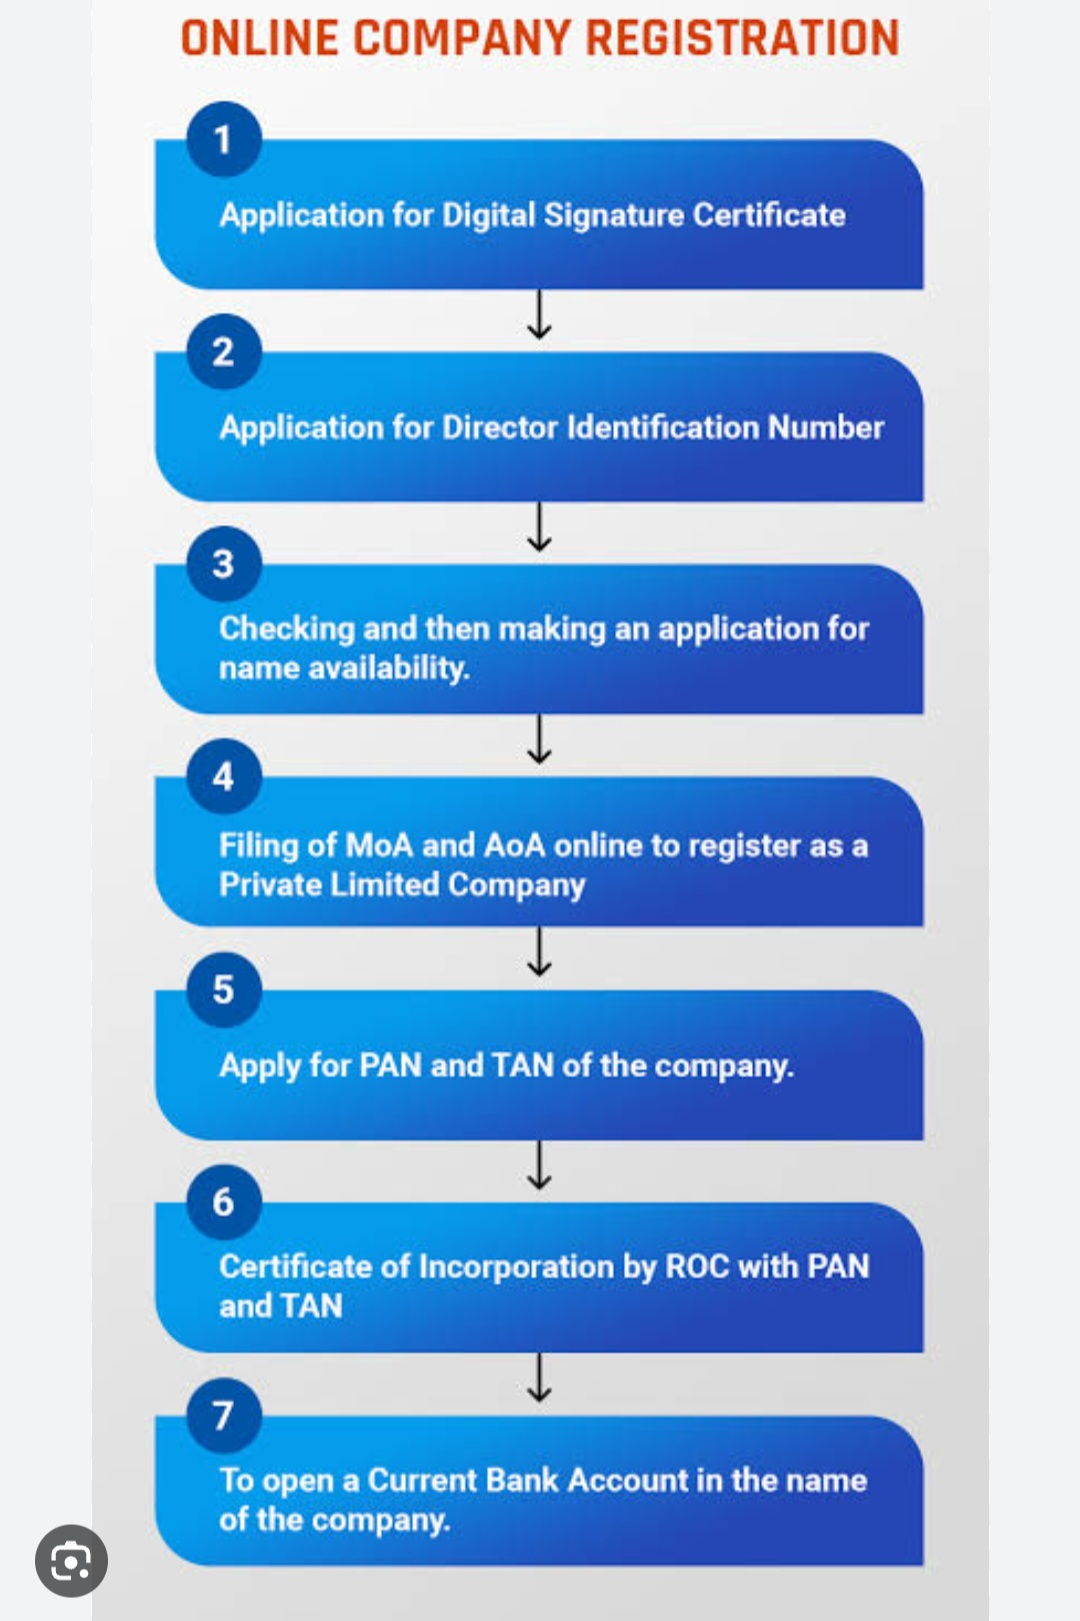 ONLINE COMPANY REGISTRATION
1
Application for Digital Signature Certificate
2
Application for Director Identification Number
3
Checking and then making an application for
name availability.
4
Filing of MoA and AoA online to register as a
Private Limited Company
5
Apply for PAN and TAN of the company.
6
Certificate of Incorporation by ROC with PAN
and TAN
7
To open a Current Bank Account in the name
of the company.